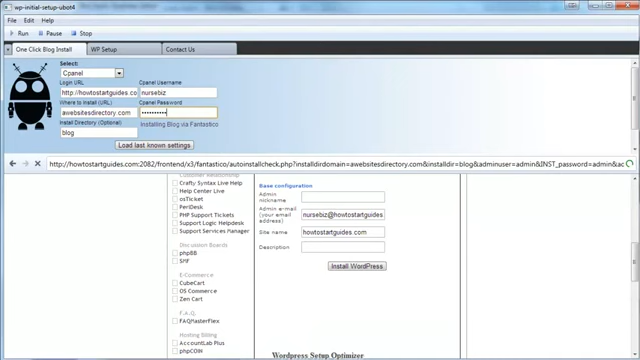 wp-initial-setup-ubot4
File Edit Help
Run Pause Stop
One Click Blog Install WP Setup Contact Us
Select:
Cpanel
Login URL Cpanel Username
http://howtostartguides.co nursebiz
Where to Install (URL) Cpanel Password
awebsitesdirectory.com ••••••••••
Install Directory (Optional) Installing Blog via Fantastico
blog
Load last known settings
http://howtostartguides.com:2082/frontend/x3/fantastico/autoinstallcheck.php?installdirdomain=awebsitesdirectory.com&installdir=blog&adminuser=admin&INST_password=admin&ac
Customer Relationship
Crafty Syntax Live Help
Help Center Live
osTicket
PerlDesk
PHP Support Tickets
Support Logic Helpdesk
Support Services Manager
Discussion Boards
phpBB
SMF
E-Commerce
CubeCart
OS Commerce
Zen Cart
F.A.Q.
FAQMasterFlex
Hosting Billing
AccountLab Plus
phpCOIN
Base configuration
Admin
nickname
Admin e-mail
(your email
address) nursebiz@howtostartguides.
Site name howtostartguides.com
Description
Install WordPress
Wordpress Setup Optimizer